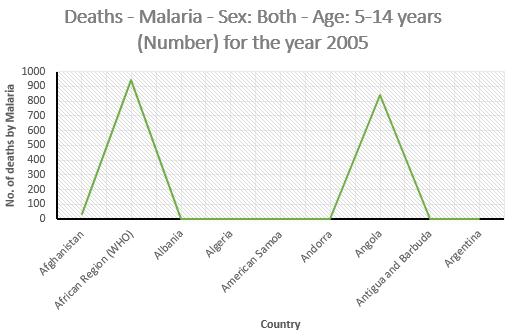 Deaths - Malaria - Sex: Both - Age: 5-14 years
(Number) for the year 2005
No. of deaths by Malaria
1000
900
800
700
600
500
400
300
200
100
0
Afghanistan
African Region (WHO)
Albania
Algeria
American Samoa
Andorra
Angola
Antigua and Barbuda
Argentina
Country